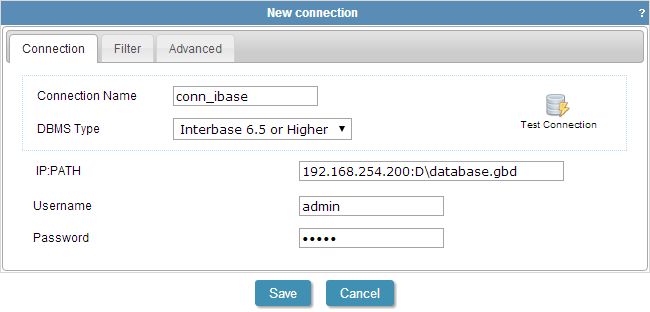 New connection ?
Connection Filter Advanced
Connection Name conn_ibase
DBMS Type Interbase 6.5 or Higher
Test Connection
IP:PATH 192.168.254.200:D\database.gbd
Username admin
Password •••••
Save Cancel